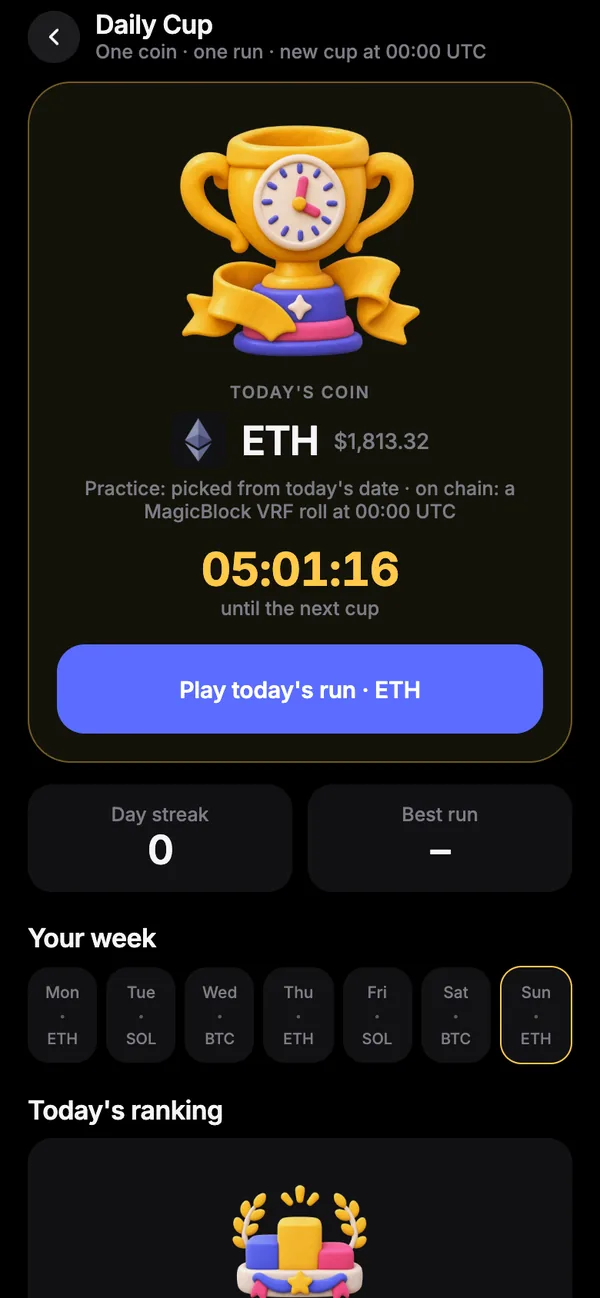 Daily Cup
One coin · one run · new cup at 00:00 UTC
TODAY'S COIN
ETH $1,813.32
Practice: picked from today's date · on chain: a
MagicBlock VRF roll at 00:00 UTC
05:01:16
until the next cup
Play today's run · ETH
Day streak
0
Best run
–
Your week
Mon Tue Wed Thu Fri Sat Sun
· · · · · · ·
ETH SOL BTC ETH SOL BTC ETH
Today's ranking